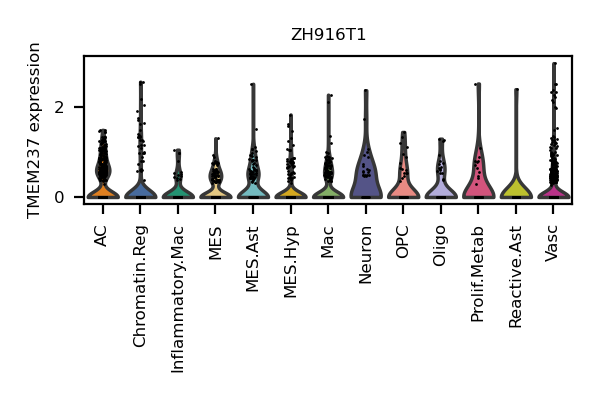 ZH916T1
TMEM237 expression
2
0
AC
Chromatin.Reg
Inflammatory.Mac
MES
MES.Ast
MES.Hyp
Mac
Neuron
OPC
Oligo
Prolif.Metab
Reactive.Ast
Vasc